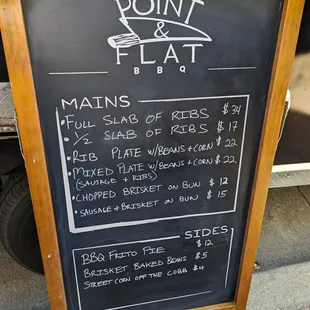 POINT
&
FLAT
BBQ
MAINS
FULL SLAB OF RIBS $34
1/2 SLAB OF RIBS $17
RIB PLATE W/BEANS + CORN $22
MIXED PLATE W/BEANS + CORN $22
(SAUSAGE + RIBS)
CHOPPED BRISKET ON BUN $12
SAUSAGE + BRISKET ON BUN $15
SIDES
BBQ FRITO PIE $12
BRISKET BAKED BEANS $5
STREET CORN OFF THE COBB $4